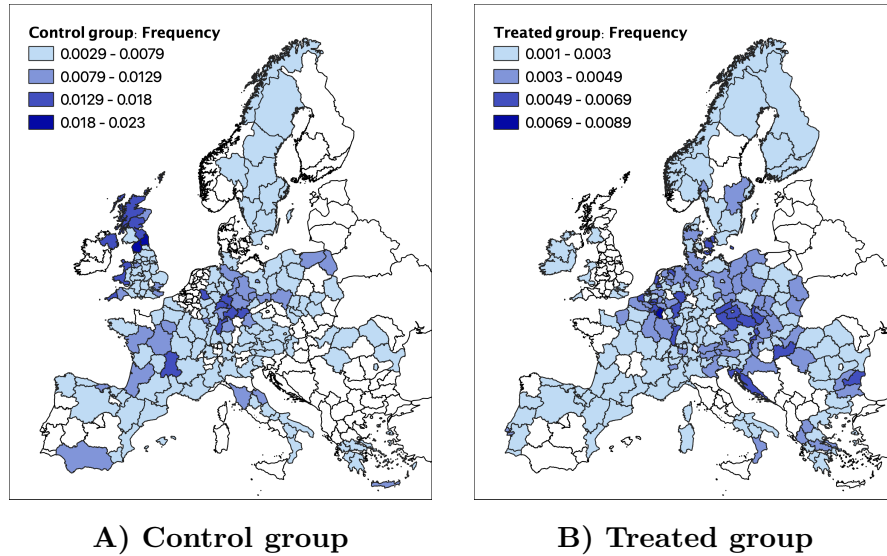 Control group: Frequency
0.0029 – 0.0079
0.0079 – 0.0129
0.0129 – 0.018
0.018 – 0.023
Treated group: Frequency
0.001 – 0.003
0.003 – 0.0049
0.0049 – 0.0069
0.0069 – 0.0089
A) Control group
B) Treated group